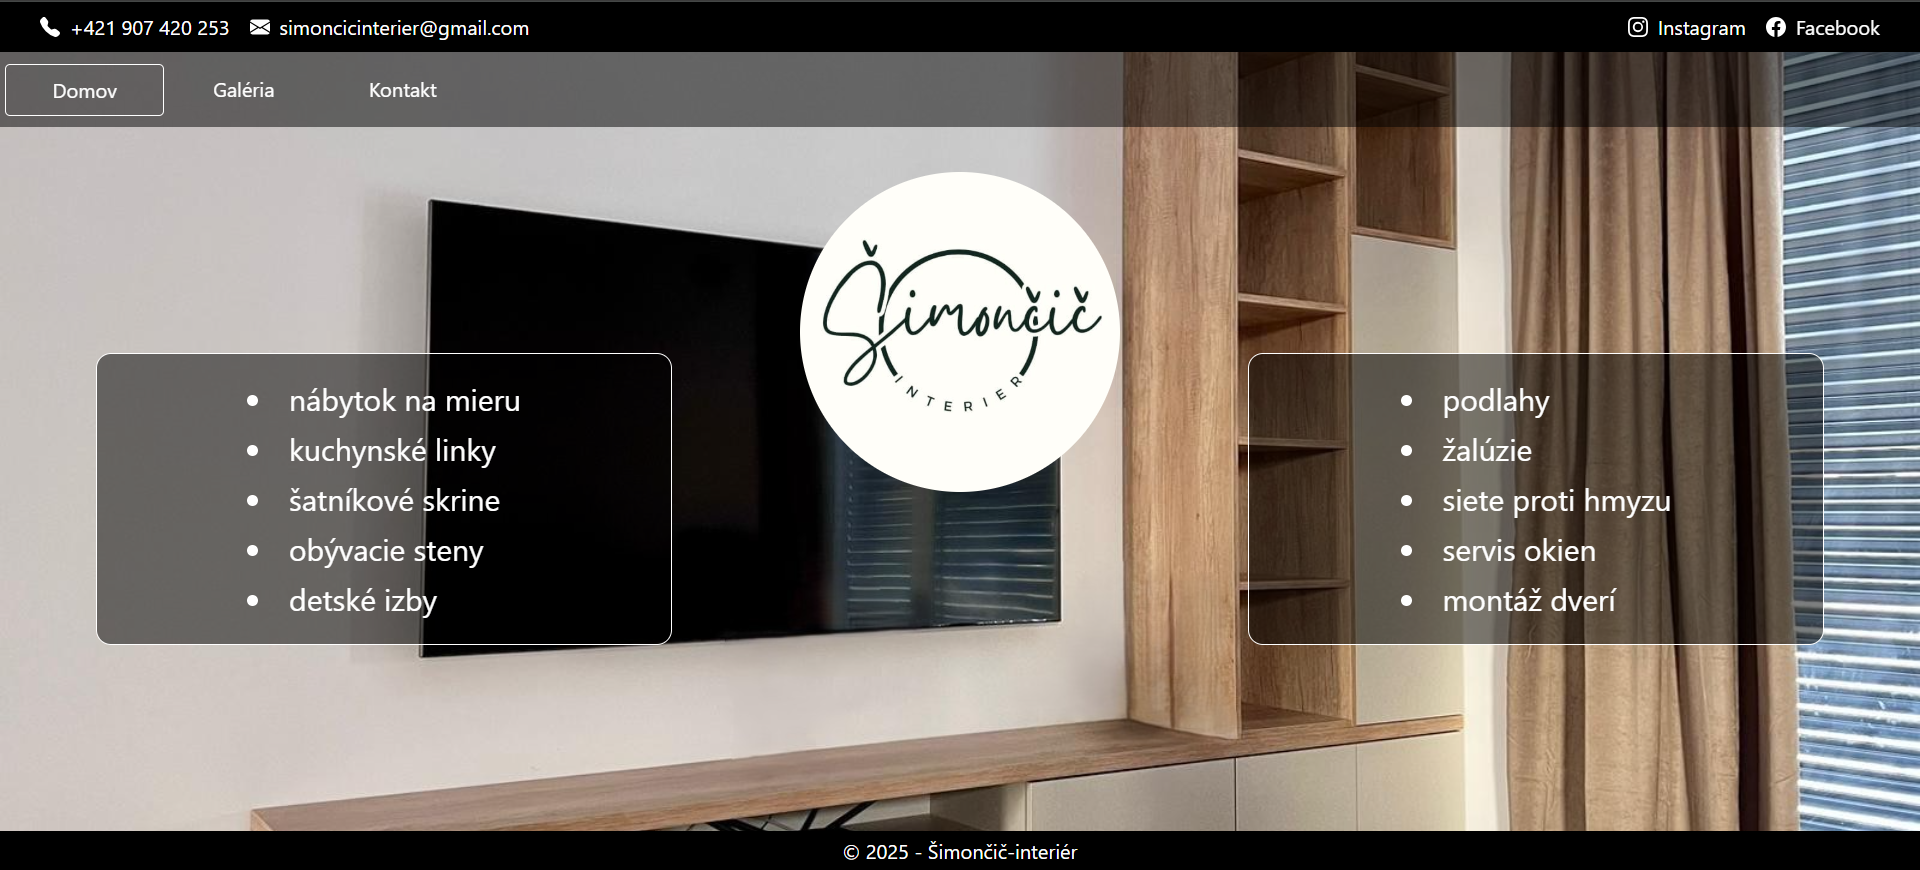 +421 907 420 253 simoncicinterier@gmail.com Instagram Facebook
Domov Galéria Kontakt
Šimončič
INTERIER
nábytok na mieru
kuchynské linky
šatníkové skrine
obývacie steny
detské izby
podlahy
žalúzie
siete proti hmyzu
servis okien
montáž dverí
© 2025 - Šimončič-interiér